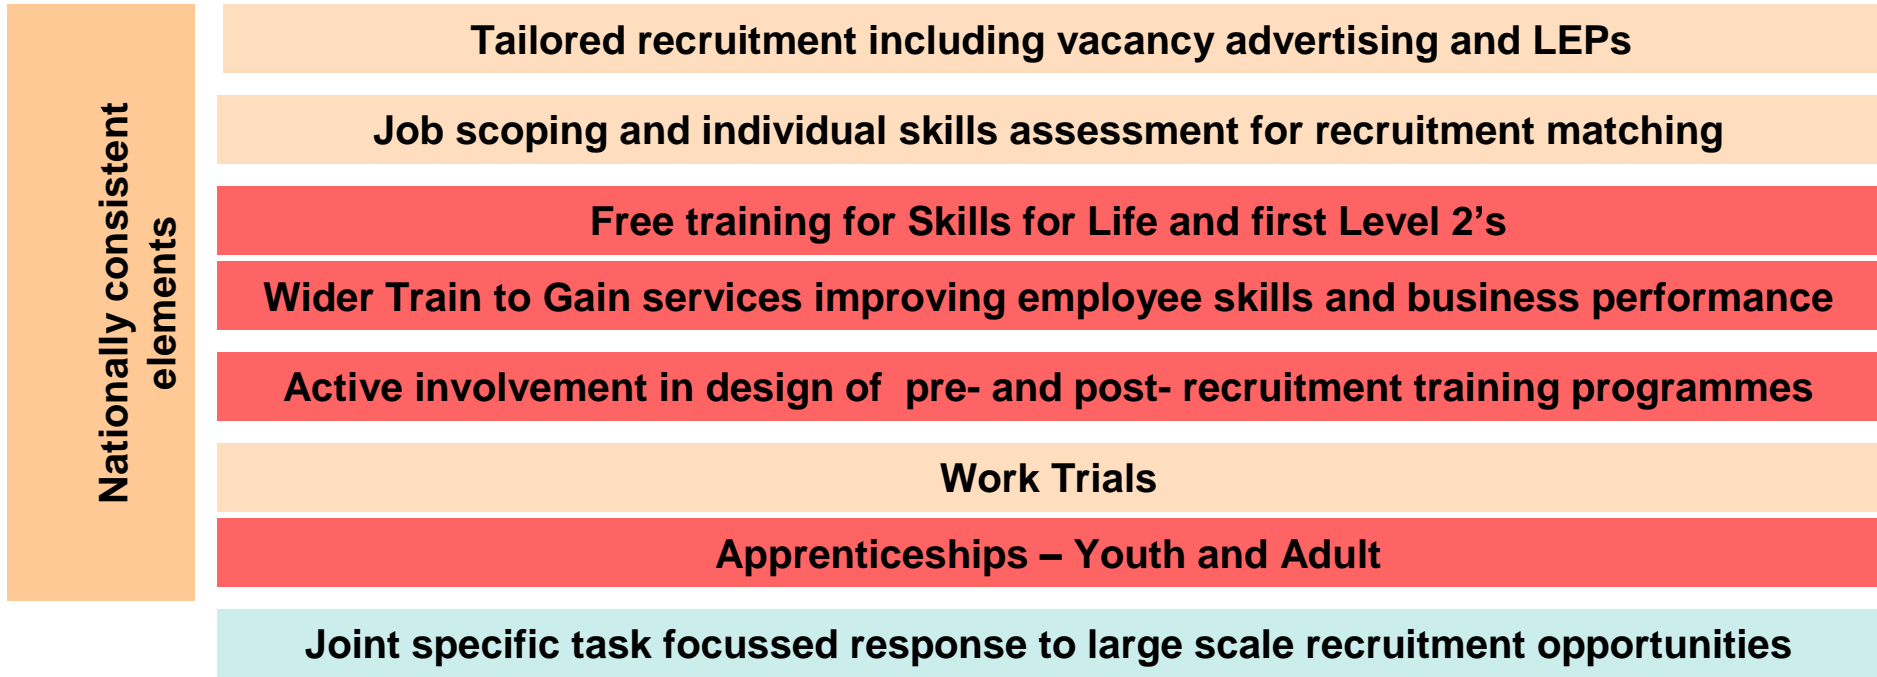 Nationally consistent
elements
Tailored recruitment including vacancy advertising and LEPs
Job scoping and individual skills assessment for recruitment matching
Free training for Skills for Life and first Level 2’s
Wider Train to Gain services improving employee skills and business performance
Active involvement in design of  pre- and post- recruitment training programmes
Work Trials
Apprenticeships – Youth and Adult
Joint specific task focussed response to large scale recruitment opportunities